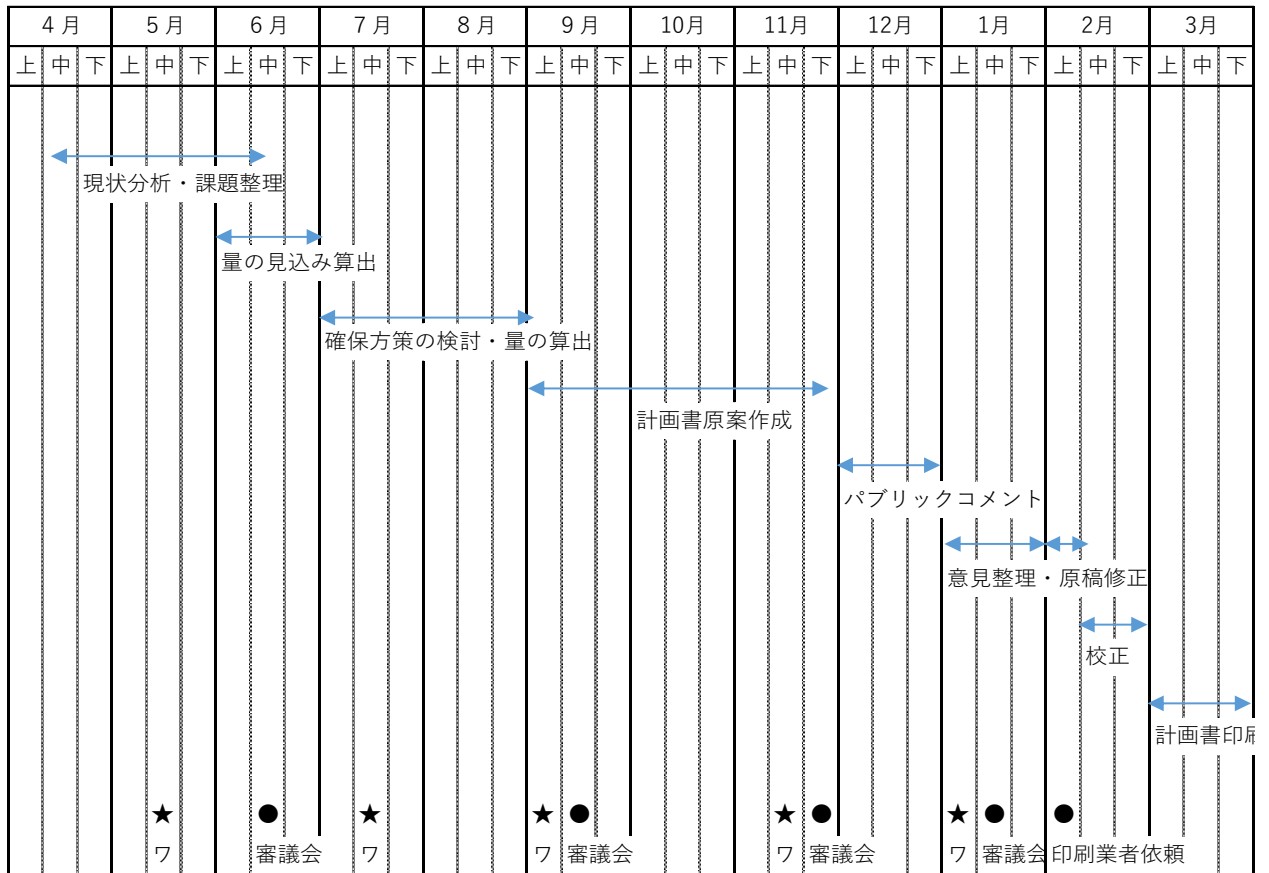 4月 5月 6月 7月 8月 9月 10月 11月 12月 1月 2月 3月
上 中 下 上 中 下 上 中 下 上 中 下 上 中 下 上 中 下 上 中 下 上 中 下 上 中 下 上 中 下 上 中 下 上 中 下
現状分析・課題整理
量の見込み算出
確保方策の検討・量の算出
計画書原案作成
パブリックコメント
意見整理・原稿修正
校正
計画書印刷
★ ● ★ ★ ● ★ ● ★ ● ●
ワ 審議会 ワ ワ 審議会 ワ 審議会 ワ 審議会 印刷業者依頼